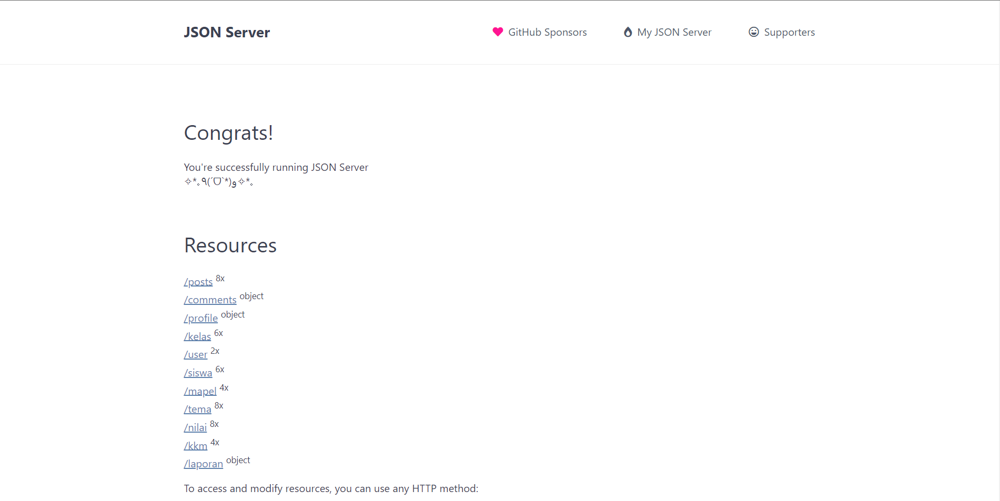 JSON Server
GitHub Sponsors
My JSON Server
Supporters
Congrats!
You're successfully running JSON Server
✧*｡٩(ˊᗜˋ*)و✧*｡
Resources
/posts 8x
/comments object
/profile object
/kelas 6x
/user 2x
/siswa 6x
/mapel 4x
/tema 8x
/nilai 8x
/kkm 4x
/laporan object
To access and modify resources, you can use any HTTP method: